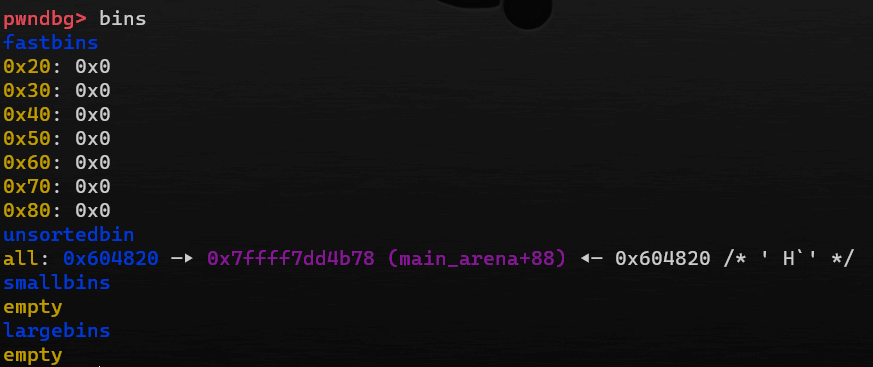 pwndbg> bins
fastbins
0x20: 0x0
0x30: 0x0
0x40: 0x0
0x50: 0x0
0x60: 0x0
0x70: 0x0
0x80: 0x0
unsortedbin
all: 0x604820 —▸ 0x7ffff7dd4b78 (main_arena+88) ◂— 0x604820 /* ' H`' */
smallbins
empty
largebins
empty